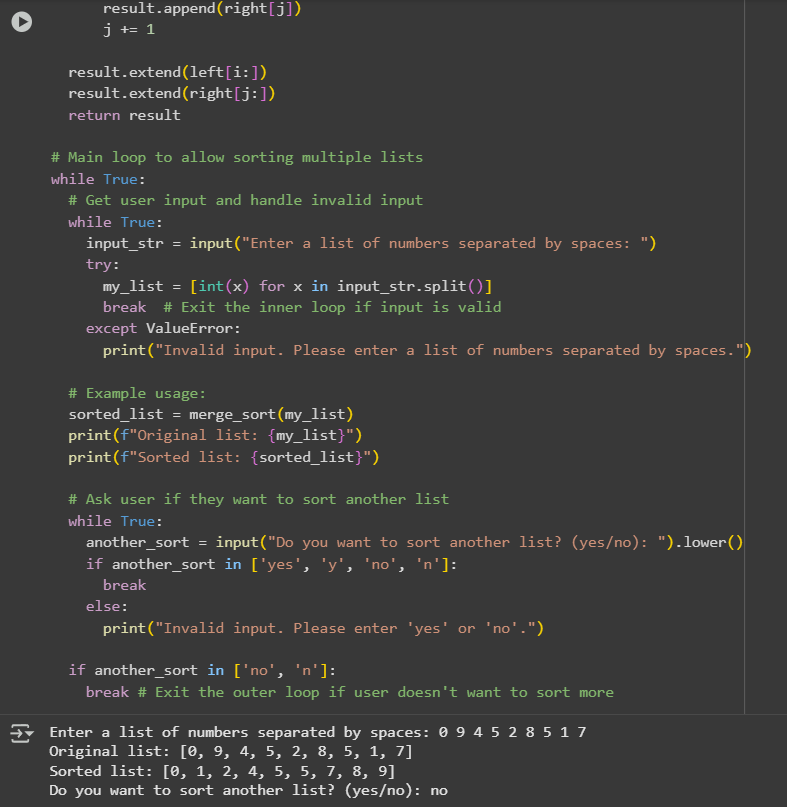 result.append(right[j])
j += 1
result.extend(left[i:])
result.extend(right[j:])
return result
# Main loop to allow sorting multiple lists
while True:
# Get user input and handle invalid input
while True:
input_str = input("Enter a list of numbers separated by spaces: ")
try:
my_list = [int(x) for x in input_str.split()]
break  # Exit the inner loop if input is valid
except ValueError:
print("Invalid input. Please enter a list of numbers separated by spaces.")
# Example usage:
sorted_list = merge_sort(my_list)
print(f"Original list: {my_list}")
print(f"Sorted list: {sorted_list}")
# Ask user if they want to sort another list
while True:
another_sort = input("Do you want to sort another list? (yes/no): ").lower()
if another_sort in ['yes', 'y', 'no', 'n']:
break
else:
print("Invalid input. Please enter 'yes' or 'no'.")
if another_sort in ['no', 'n']:
break # Exit the outer loop if user doesn't want to sort more
Enter a list of numbers separated by spaces: 0 9 4 5 2 8 5 1 7
Original list: [0, 9, 4, 5, 2, 8, 5, 1, 7]
Sorted list: [0, 1, 2, 4, 5, 5, 7, 8, 9]
Do you want to sort another list? (yes/no): no